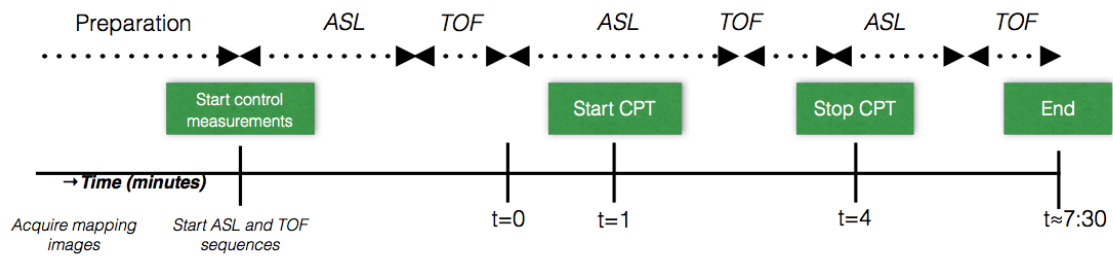 Preparation ASL TOF ASL TOF ASL TOF
Start control
measurements
Start CPT
Stop CPT
End
→Time (minutes)
t=0
t=1
t=4
t≈7:30
Acquire mapping
images
Start ASL and TOF
sequences